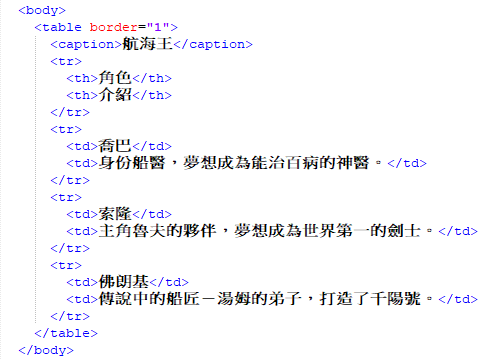 <body>
<table border="1">
<caption>航海王</caption>
<tr>
<th>角色</th>
<th>介紹</th>
</tr>
<tr>
<td>喬巴</td>
<td>身份船醫，夢想成為能治百病的神醫。</td>
</tr>
<tr>
<td>索隆</td>
<td>主角魯夫的夥伴，夢想成為世界第一的劍士。</td>
</tr>
<tr>
<td>佛朗基</td>
<td>傳說中的船匠－湯姆的弟子，打造了千陽號。</td>
</tr>
</table>
</body>